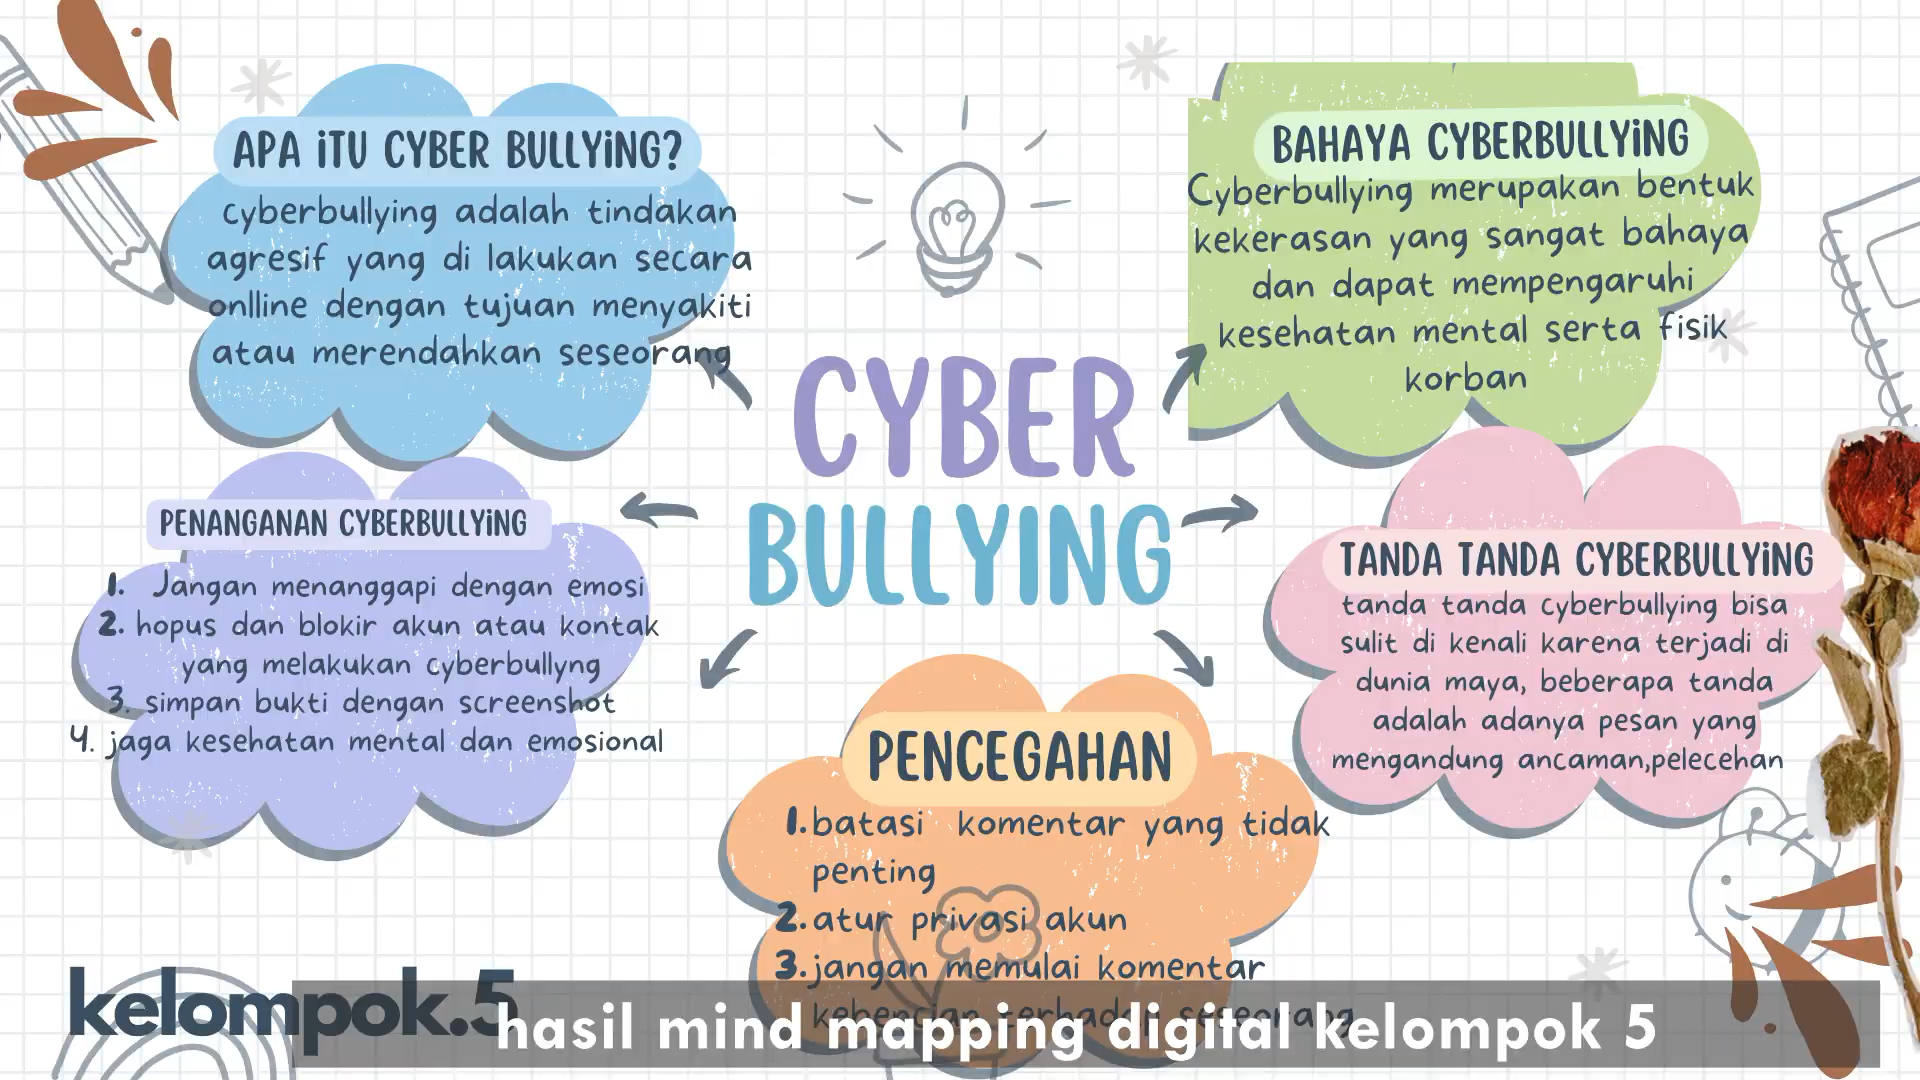 APA iTU CYBER BULLYiNG?
cyberbullying adalah tindakan
agresif yang di lakukan secara
onlline dengan tujuan menyakiti
atau merendahkan seseorang
BAHAYA CYBERBULLYiNG
Cyberbullying merupakan bentuk
kekerasan yang sangat bahaya
dan dapat mempengaruhi
kesehatan mental serta fisik
korban
CYBER
BULLYING
PENANGANAN CYBERBULLYiNG
1. Jangan menanggapi dengan emosi
2. hopus dan blokir akun atau kontak
yang melakukan cyberbullyng
3. simpan bukti dengan screenshot
4. jaga kesehatan mental dan emosional
TANDA TANDA CYBERBULLYiNG
tanda tanda cyberbullying bisa
sulit di kenali karena terjadi di
dunia maya, beberapa tanda
adalah adanya pesan yang
mengandung ancaman,pelecehan
PENCEGAHAN
1. batasi komentar yang tidak
penting
2. atur privasi akun
3. jangan memulai komentar
kebencian terhadap seseorang
kelompok.5
hasil mind mapping digital kelompok 5